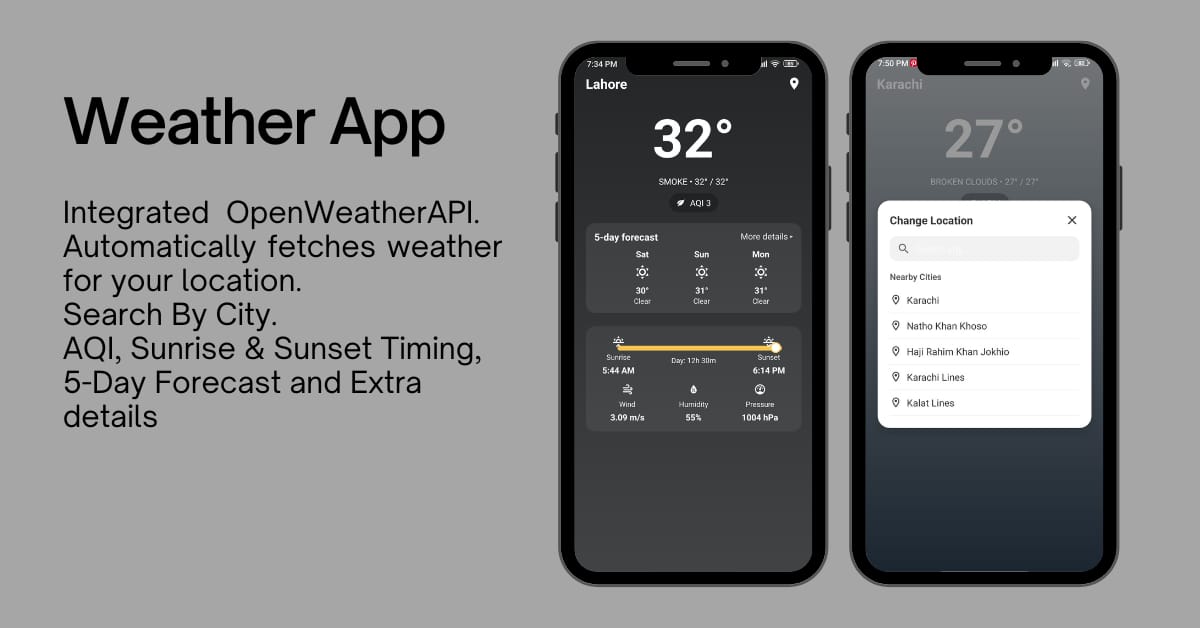 Weather App
Integrated OpenWeatherAPI.
Automatically fetches weather
for your location.
Search By City.
AQI, Sunrise & Sunset Timing,
5-Day Forecast and Extra
details
7:34 PM
Lahore
32°
SMOKE • 32° / 32°
AQI 3
5-day forecast More details
Sat Sun Mon
30° 31° 31°
Clear Clear Clear
Sunrise Day: 12h 30m Sunset
5:44 AM 6:14 PM
Wind Humidity Pressure
3.09 m/s 55% 1004 hPa
7:50 PM
Karachi
27°
BROKEN CLOUDS • 27° / 27°
Change Location
Nearby Cities
Karachi
Natho Khan Khoso
Haji Rahim Khan Jokhio
Karachi Lines
Kalat Lines